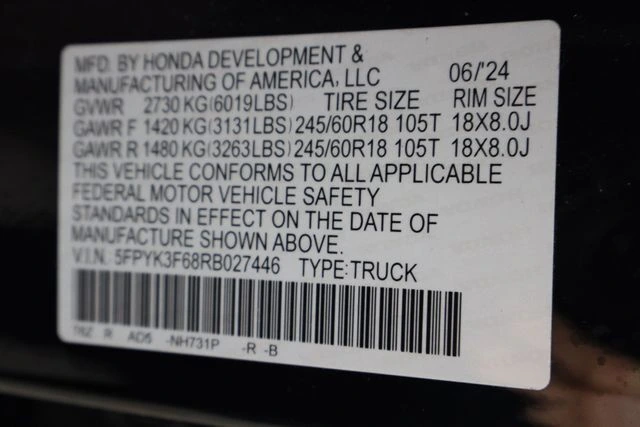 MFD. BY HONDA DEVELOPMENT &
MANUFACTURING OF AMERICA, LLC 06/'24
GVWR 2730 KG(6019LBS) TIRE SIZE RIM SIZE
GAWR F 1420 KG(3131LBS) 245/60R18 105T 18X8.0J
GAWR R 1480 KG(3263LBS) 245/60R18 105T 18X8.0J
THIS VEHICLE CONFORMS TO ALL APPLICABLE
FEDERAL MOTOR VEHICLE SAFETY
STANDARDS IN EFFECT ON THE DATE OF
MANUFACTURE SHOWN ABOVE.
V.I.N.: 5FPYK3F68RB027446 TYPE:TRUCK
R AD5 -NH731P -R -B